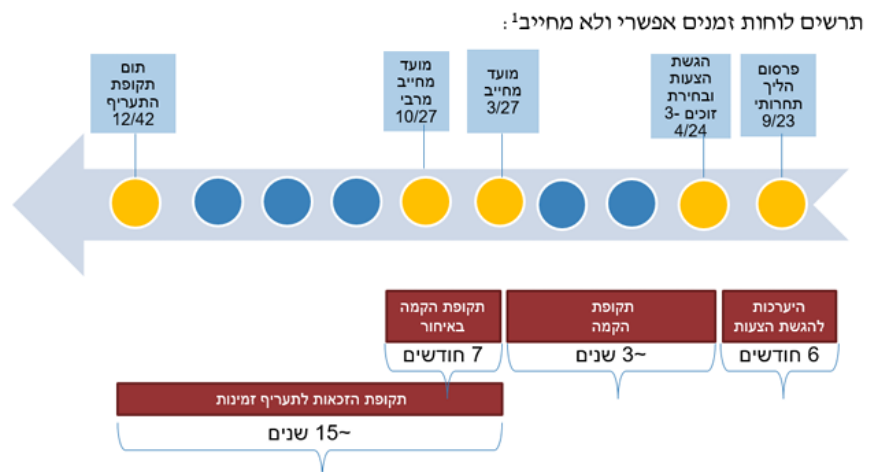 תרשים לוחות זמנים אפשרי ולא מחייב1:
פרסום
הליך
תחרותי
9/23
הגשת
הצעות
ובחירת
זוכים 3-
4/24
מועד
מחייב
3/27
מועד
מחייב
מרבי
10/27
תום
תקופת
התעריף
12/42
היערכות
להגשת הצעות
6 חודשים
תקופת
הקמה
~3 שנים
תקופת הקמה
באיחור
7 חודשים
תקופת הזכאות לתעריף זמינות
~15 שנים